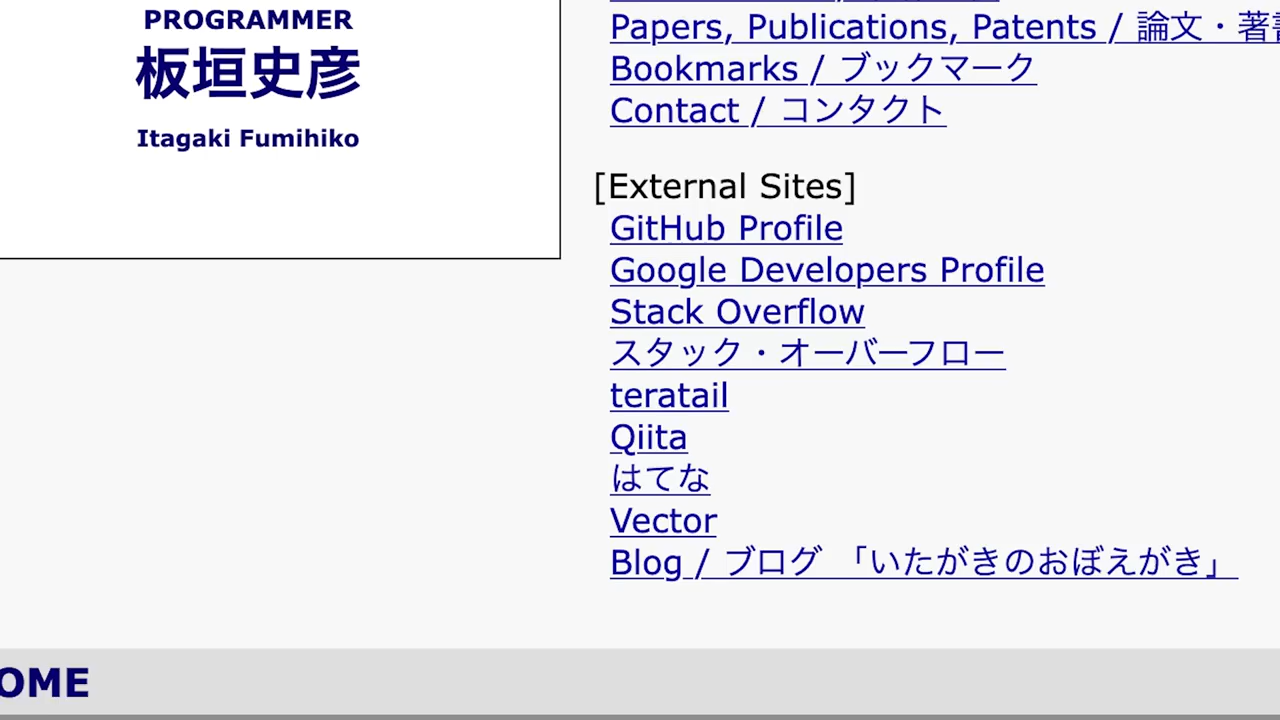 PROGRAMMER
板垣史彦
Itagaki Fumihiko
Papers, Publications, Patents / 論文・著
Bookmarks / ブックマーク
Contact / コンタクト
[External Sites]
GitHub Profile
Google Developers Profile
Stack Overflow
スタック・オーバーフロー
teratail
Qiita
はてな
Vector
Blog / ブログ 「いたがきのおぼえがき」
OME